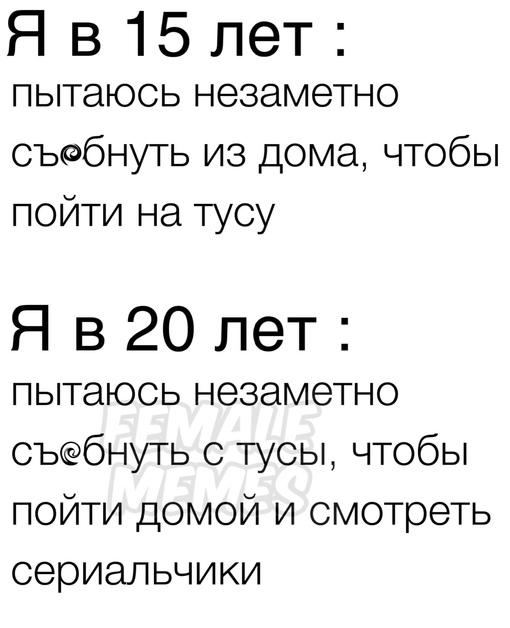 Я в 15 лет :
пытаюсь незаметно
съ@бнуть из дома, чтобы
пойти на тусу
Я в 20 лет :
пытаюсь незаметно
съ@бнуть с тусы, чтобы
пойти домой и смотреть
сериальчики
FEMALE
MEMES